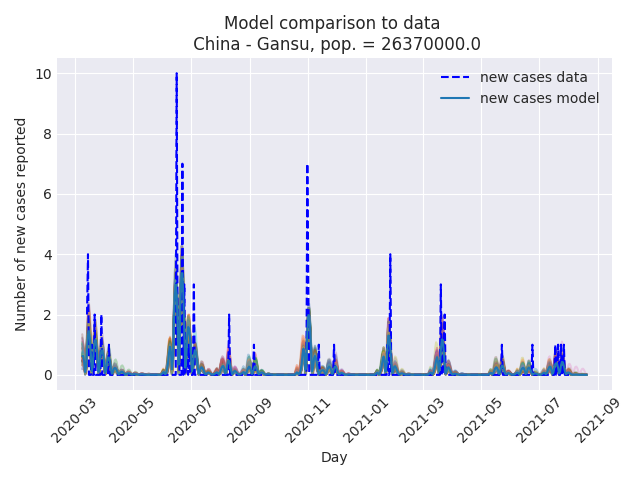 Model comparison to data
China - Gansu, pop. = 26370000.0
new cases data
new cases model
Number of new cases reported
10
8
6
4
2
0
2020-03
2020-05
2020-07
2020-09
2020-11
2021-01
2021-03
2021-05
2021-07
2021-09
Day